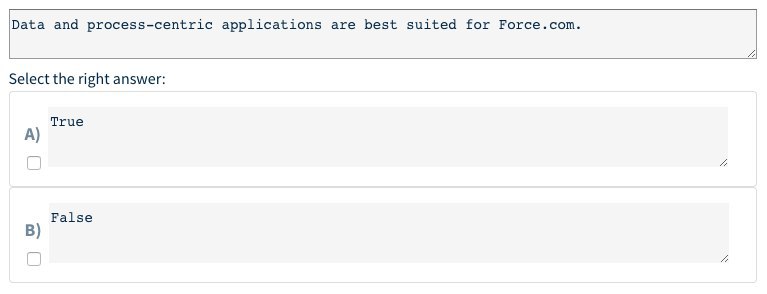 Data and process-centric applications are best suited for Force.com.
Select the right answer:
A)
True
B)
False